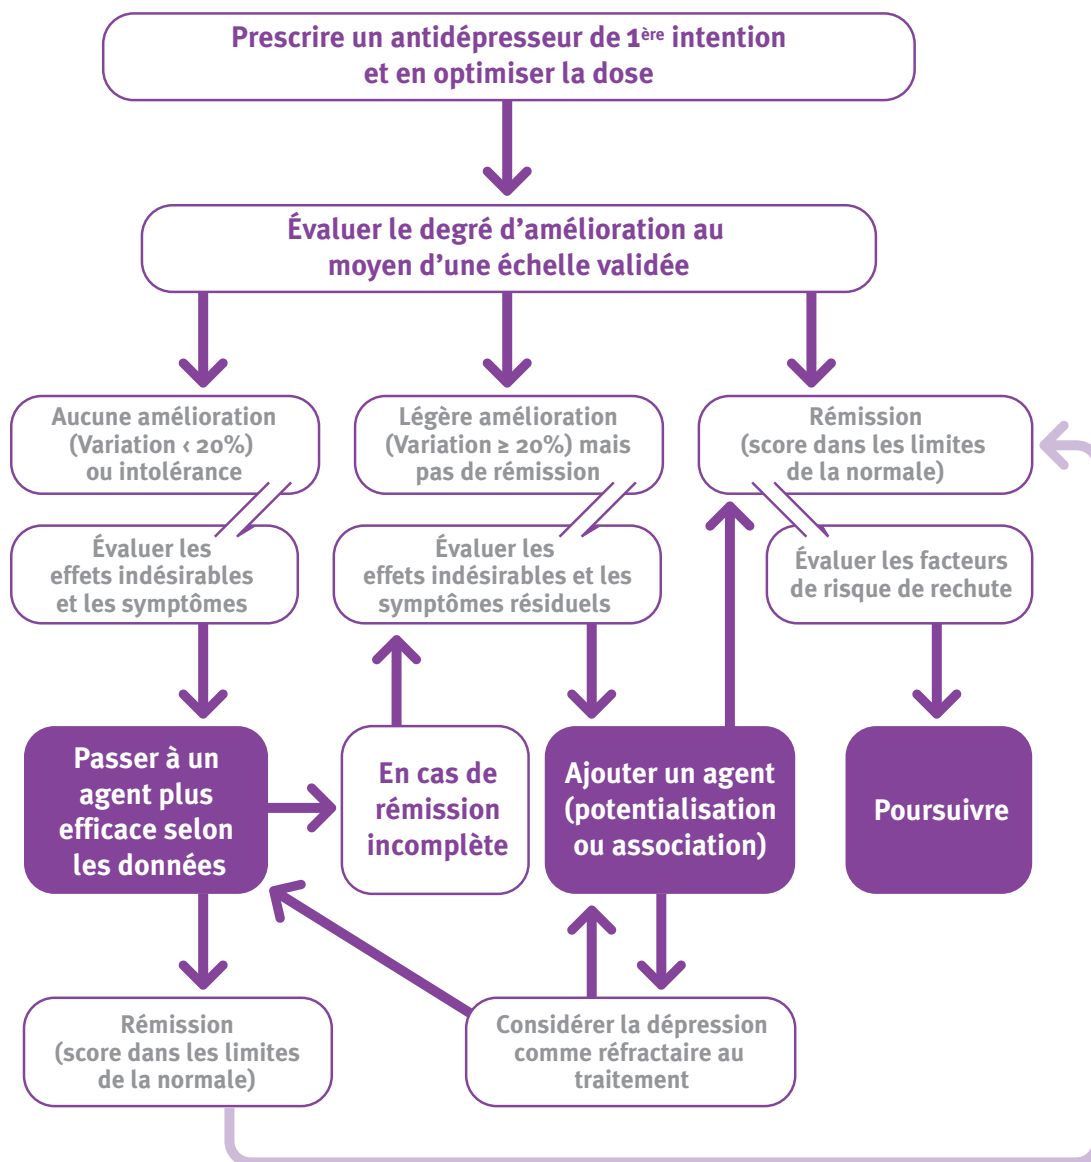 Prescrire un antidépresseur de 1ère intention
et en optimiser la dose
Évaluer le degré d’amélioration au
moyen d’une échelle validée
Aucune amélioration
(Variation < 20%)
ou intolérance
Légère amélioration
(Variation ≥ 20%) mais
pas de rémission
Rémission
(score dans les limites
de la normale)
Évaluer les
effets indésirables
et les symptômes
Évaluer les
effets indésirables et les
symptômes résiduels
Évaluer les facteurs
de risque de rechute
Passer à un
agent plus
efficace selon
les données
En cas de
rémission
incomplète
Ajouter un agent
(potentialisation
ou association)
Poursuivre
Rémission
(score dans les limites
de la normale)
Considérer la dépression
comme réfractaire au
traitement